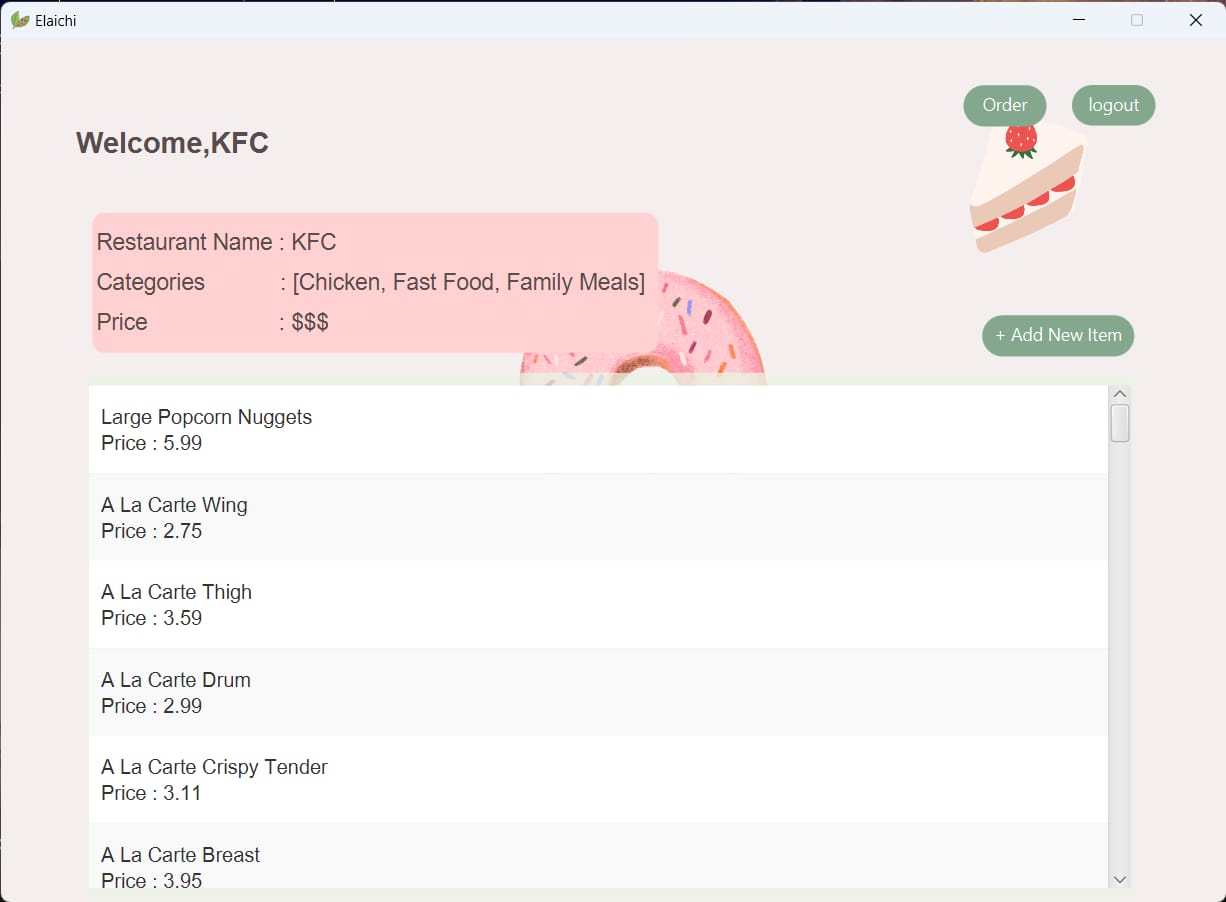 Elaichi
Order
logout
Welcome,KFC
Restaurant Name : KFC
Categories : [Chicken, Fast Food, Family Meals]
Price : $$$
+ Add New Item
Large Popcorn Nuggets
Price : 5.99
A La Carte Wing
Price : 2.75
A La Carte Thigh
Price : 3.59
A La Carte Drum
Price : 2.99
A La Carte Crispy Tender
Price : 3.11
A La Carte Breast
Price : 3.95